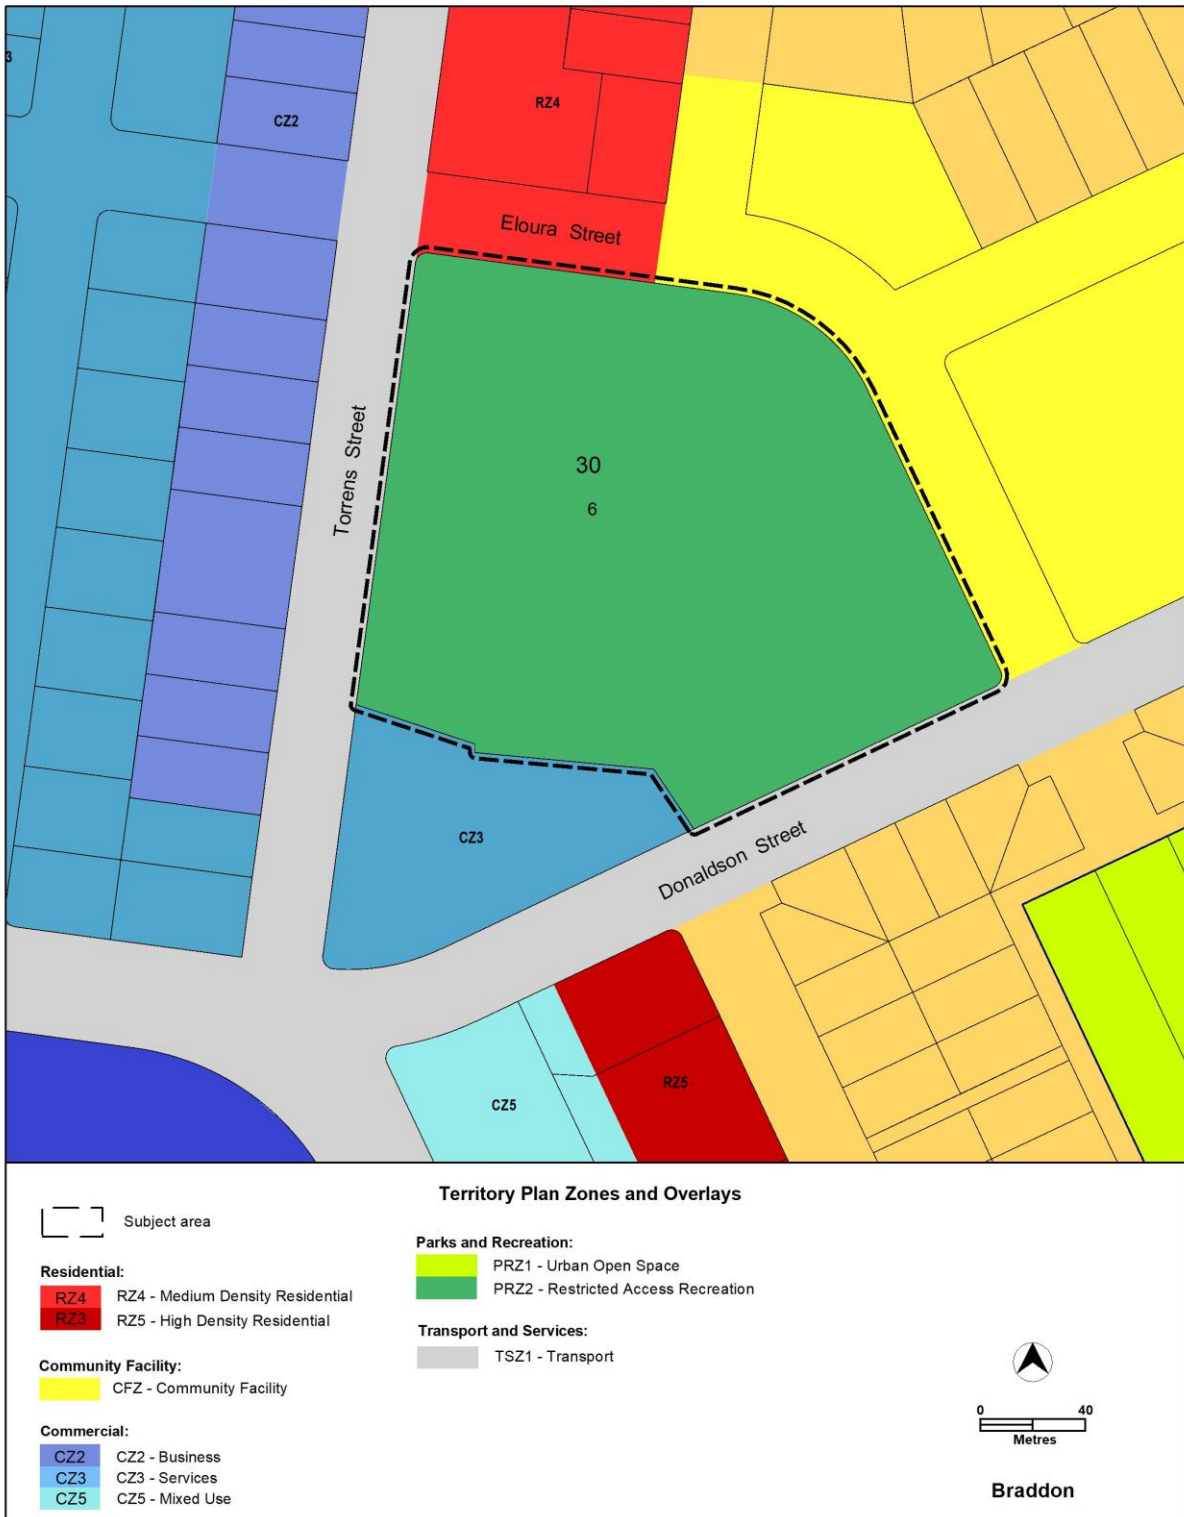 3
CZ2
RZ4
Eloura Street
Torrens Street
30
6
CZ3
Donaldson Street
CZ5
RZ5
Territory Plan Zones and Overlays
Subject area
Residential:
RZ4 RZ4 - Medium Density Residential
RZ3 RZ5 - High Density Residential
Community Facility:
CFZ - Community Facility
Commercial:
CZ2 CZ2 - Business
CZ3 CZ3 - Services
CZ5 CZ5 - Mixed Use
Parks and Recreation:
PRZ1 - Urban Open Space
PRZ2 - Restricted Access Recreation
Transport and Services:
TSZ1 - Transport
0 40
Metres
Braddon